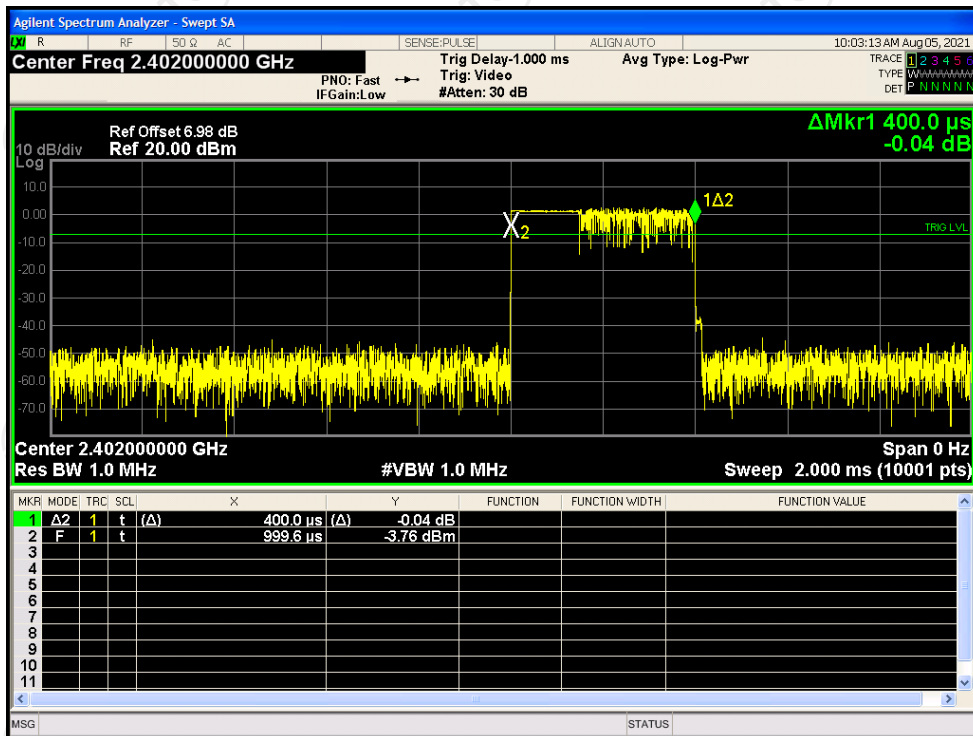 Agilent Spectrum Analyzer - Swept SA
LXI R RF 50 Ω AC SENSE:PULSE ALIGNAUTO 10:03:13 AM Aug 05, 2021
Center Freq 2.402000000 GHz
PNO: Fast
IFGain:Low
Trig Delay-1.000 ms
Trig: Video
#Atten: 30 dB
Avg Type: Log-Pwr
TRACE 1 2 3 4 5 6
TYPE
DET P N N N N N
ΔMkr1 400.0 µs
-0.04 dB
Ref Offset 6.98 dB
10 dB/div Ref 20.00 dBm
Log
10.0
0.00
-10.0
-20.0
-30.0
-40.0
-50.0
-60.0
-70.0
1Δ2
2
TRIG LVL
Center 2.402000000 GHz Span 0 Hz
Res BW 1.0 MHz #VBW 1.0 MHz Sweep 2.000 ms (10001 pts)
MKR MODE TRC SCL X Y FUNCTION FUNCTION WIDTH FUNCTION VALUE
1 Δ2 1 t (Δ) 400.0 µs (Δ) -0.04 dB
2 F 1 t 999.6 µs -3.76 dBm
3
4
5
6
7
8
9
10
11
MSG STATUS